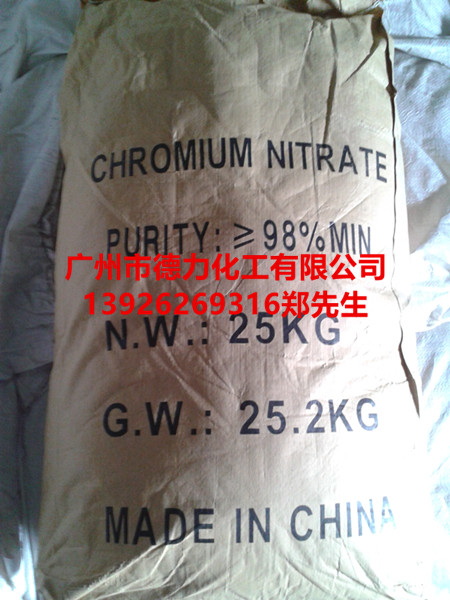 CHROMIUM NITRATE
PURITY: ≥98%MIN
广州市德力化工有限公司
13926269316郑先生
N.W.: 25KG
G.W.: 25.2KG
MADE IN CHINA